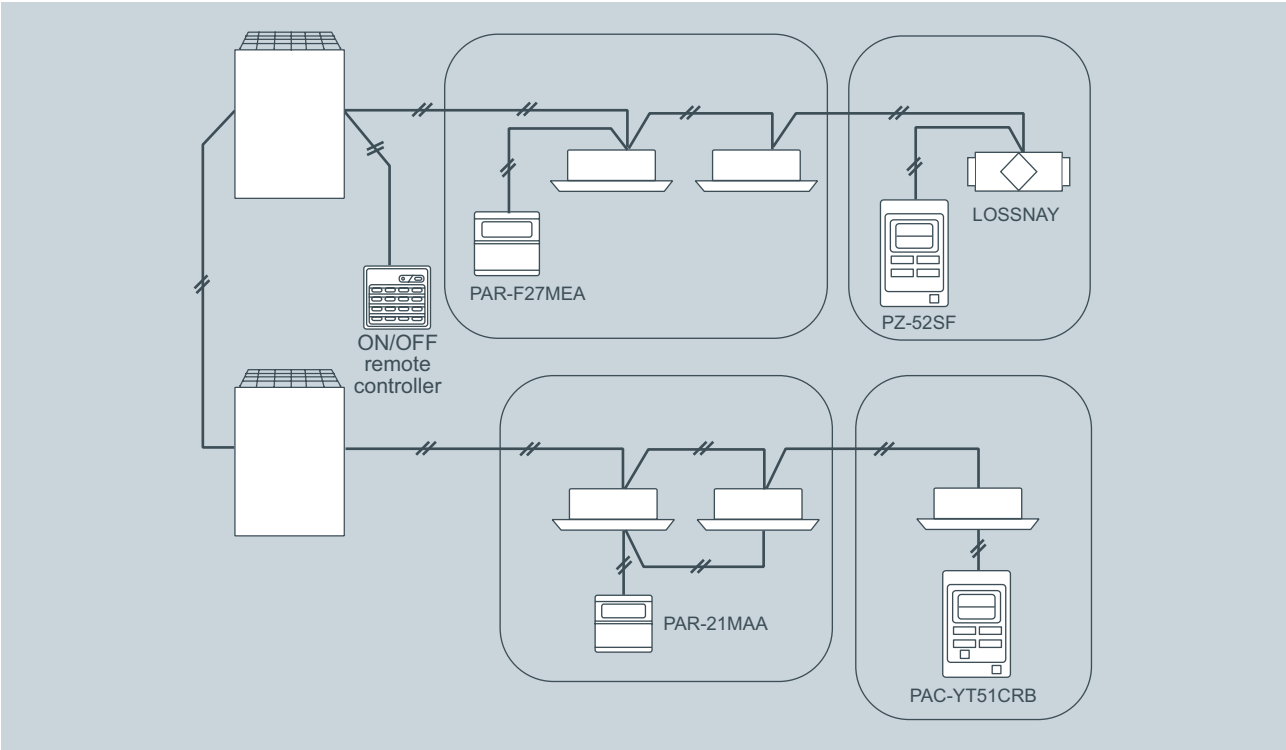 LOSSNAY
PAR-F27MEA
PZ-52SF
ON/OFF
remote
controller
PAR-21MAA
PAC-YT51CRB